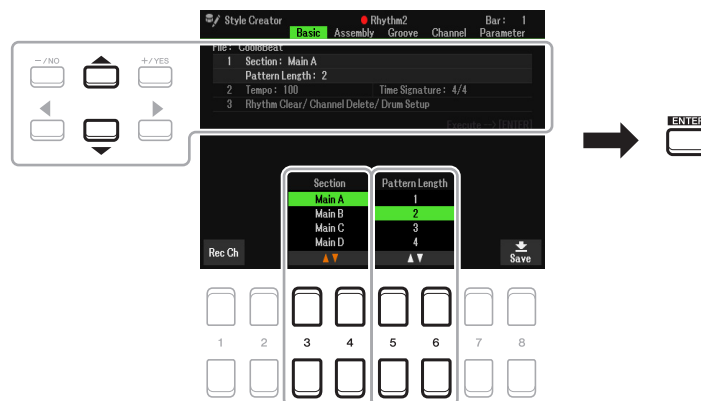 Style Creator Rhythm2 Bar: 1
Basic Assembly Groove Channel Parameter
File: CooloBeat
1 Section: Main A
Pattern Length: 2
2 Tempo: 100 Time Signature: 4/4
3 Rhythm Clear/ Channel Delete/ Drum Setup
Execute --> [ENTER]
－/NO ＋/YES
ENTER
Section Pattern Length
Main A 1
Main B 2
Main C 3
Main D 4
Rec Ch
Save
1 2 3 4 5 6 7 8